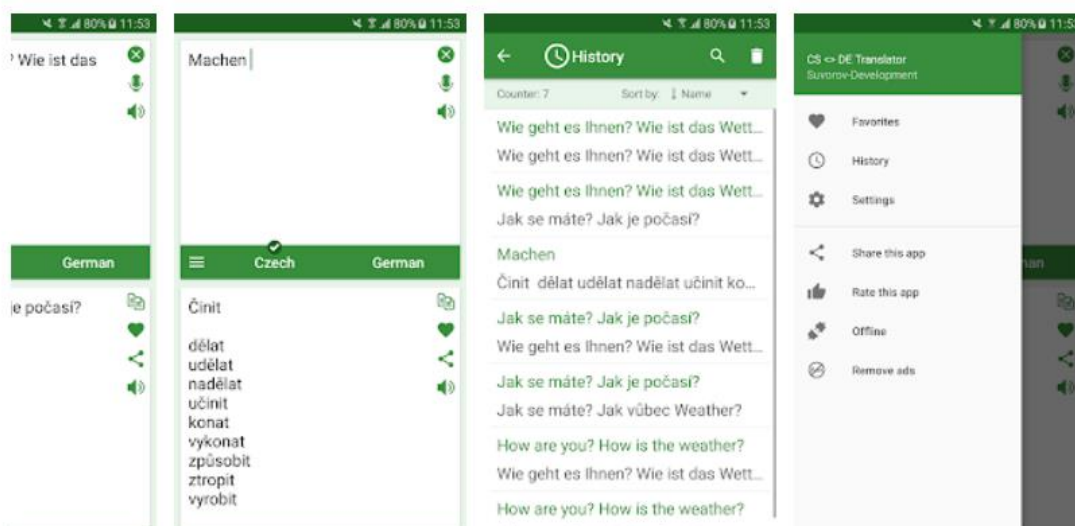 80% 11:53
? Wie ist das
German
e počasí?
80% 11:53
Machen
Czech
German
Činit
dělat
udělat
nadělat
učinit
konat
vykonat
způsobit
ztropit
vyrobit
80% 11:53
History
Counter: 7 Sort by: Name
Wie geht es Ihnen? Wie ist das Wett...
Wie geht es Ihnen? Wie ist das Wett...
Wie geht es Ihnen? Wie ist das Wett...
Jak se máte? Jak je počasí?
Machen
Činit dělat udělat nadělat učinit ko...
Jak se máte? Jak je počasí?
Wie geht es Ihnen? Wie ist das Wett...
Jak se máte? Jak je počasí?
Jak se máte? Jak vůbec Weather?
How are you? How is the weather?
Wie geht es Ihnen? Wie ist das Wett...
How are you? How is the weather?
80% 11:5
CS <> DE Translator
Suvorov-Development
Favorites
History
Settings
Share this app
Rate this app
Offline
Remove ads
nan